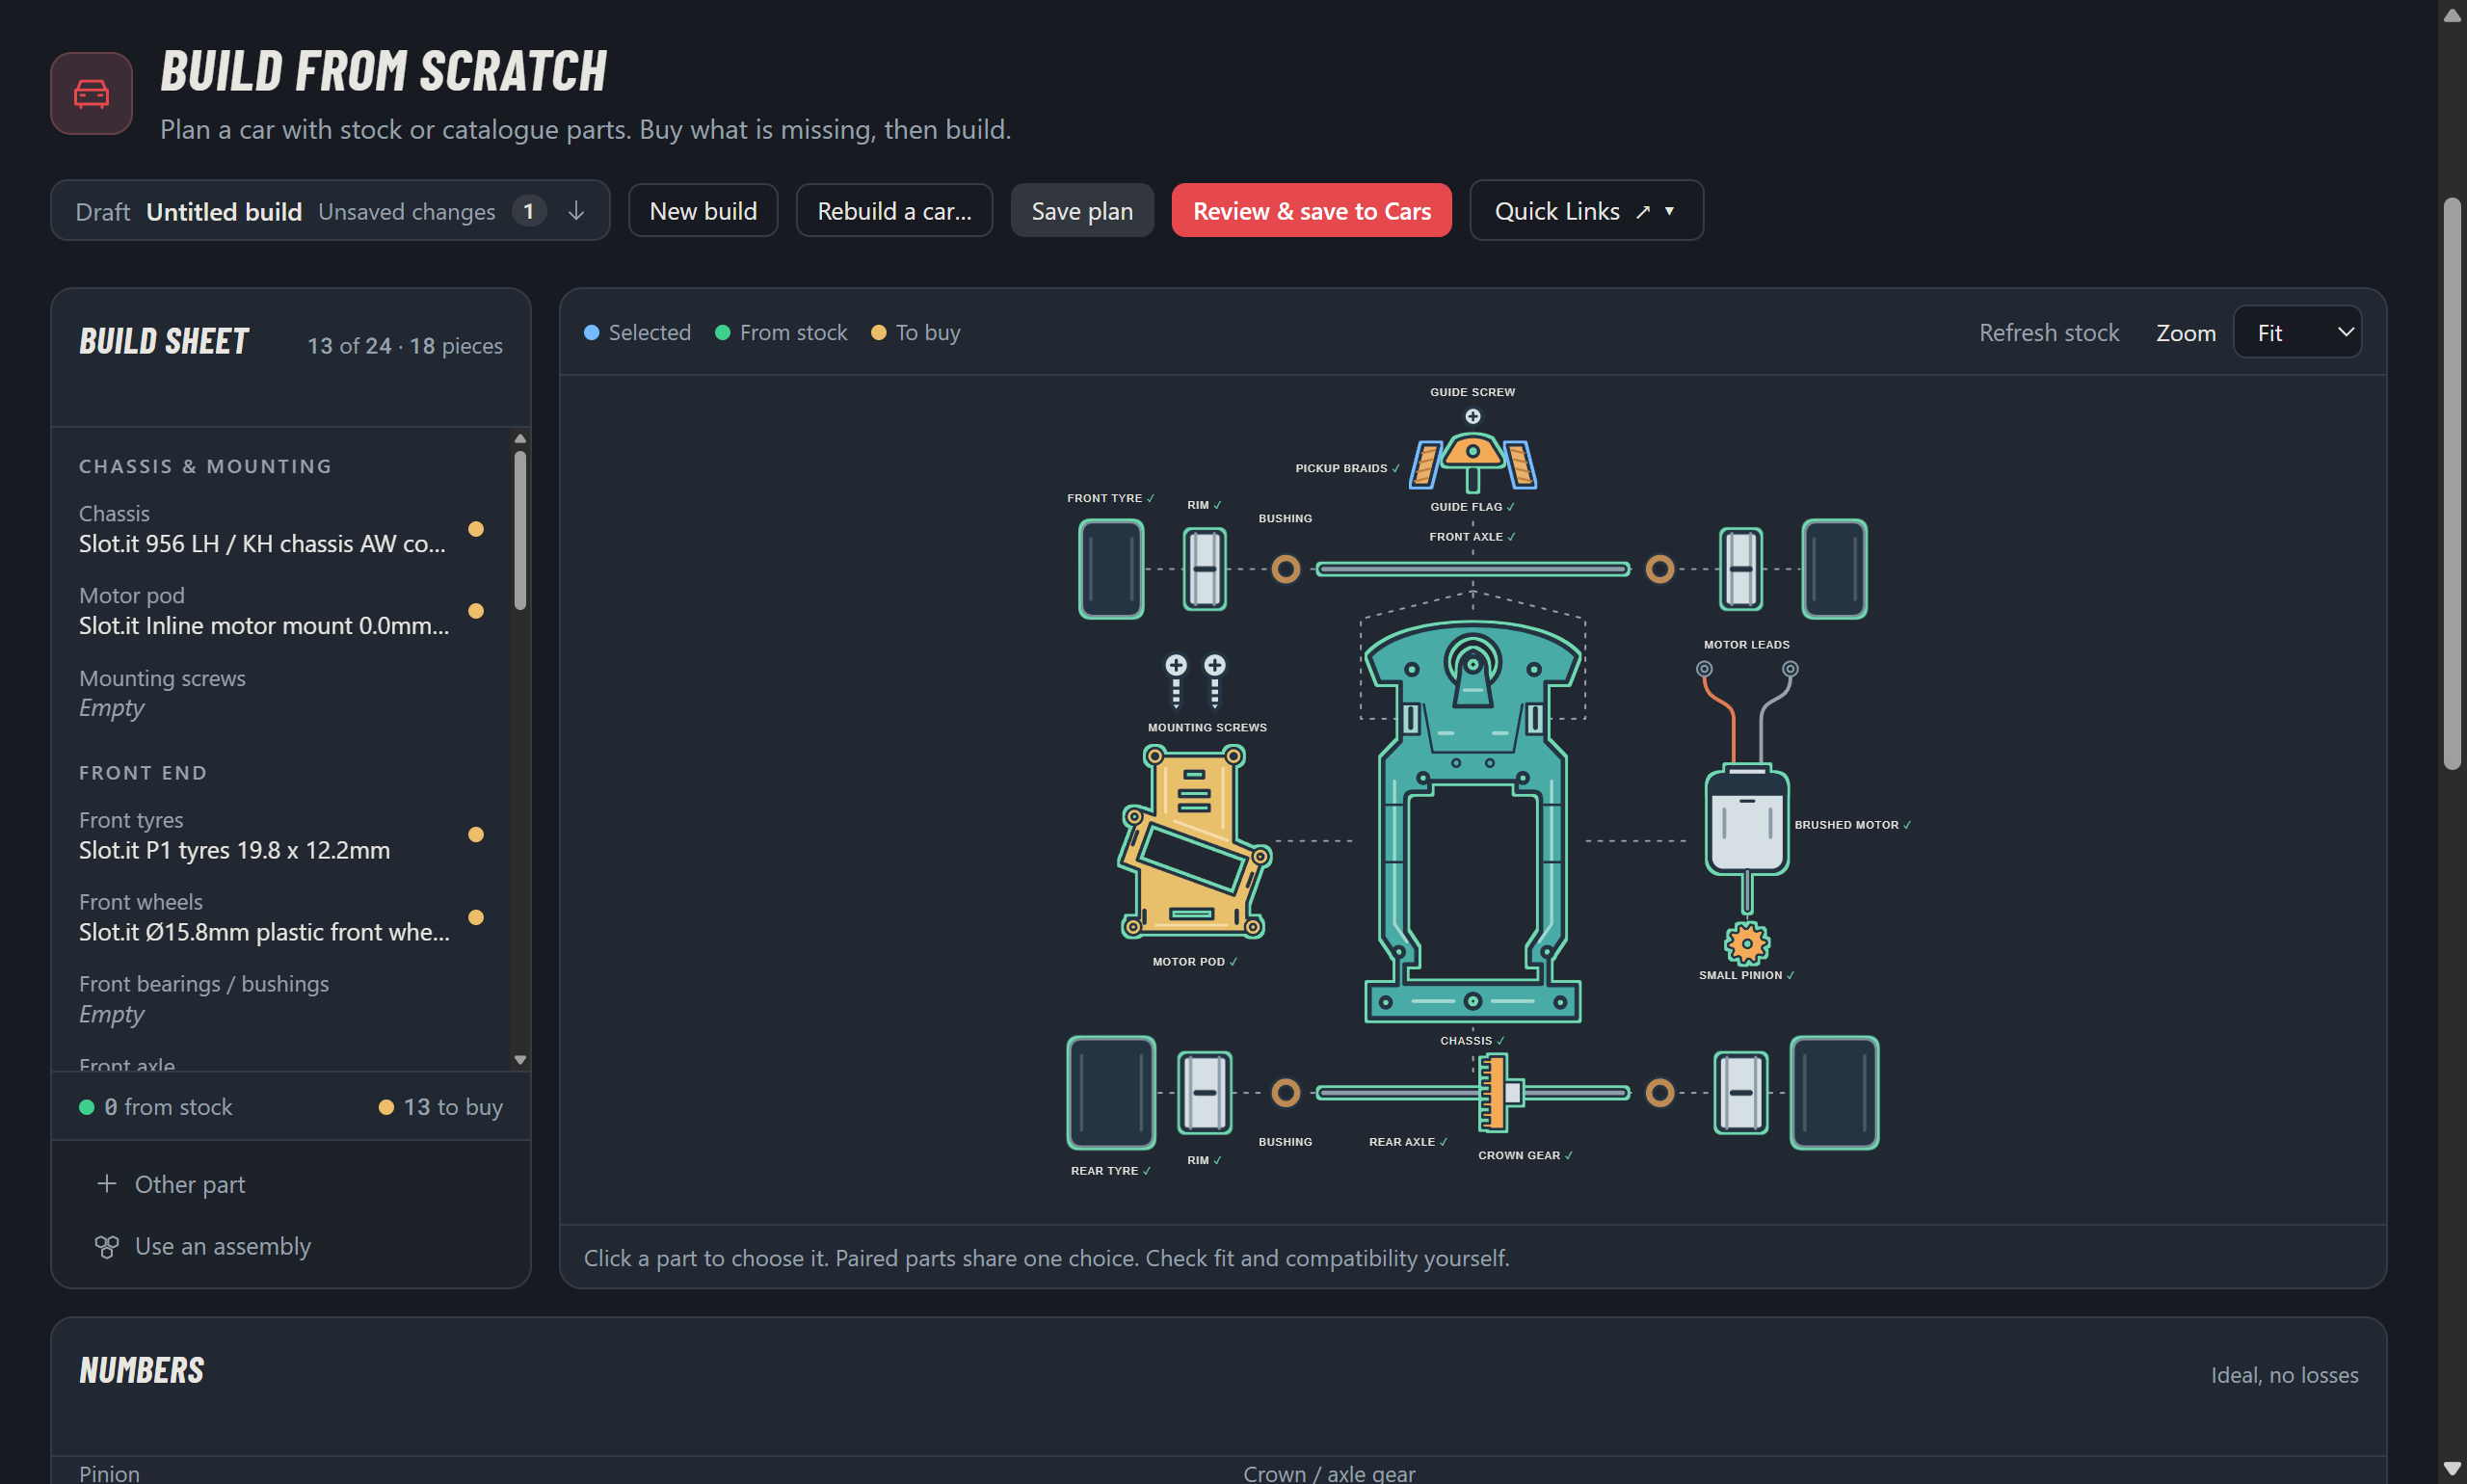 BUILD FROM SCRATCH
Plan a car with stock or catalogue parts. Buy what is missing, then build.
Draft Untitled build Unsaved changes 1
New build
Rebuild a car...
Save plan
Review & save to Cars
Quick Links
BUILD SHEET
13 of 24 · 18 pieces
CHASSIS & MOUNTING
Chassis
Slot.it 956 LH / KH chassis AW co...
Motor pod
Slot.it Inline motor mount 0.0mm...
Mounting screws
Empty
FRONT END
Front tyres
Slot.it P1 tyres 19.8 x 12.2mm
Front wheels
Slot.it Ø15.8mm plastic front whe...
Front bearings / bushings
Empty
Front axle
0 from stock
13 to buy
Other part
Use an assembly
Selected
From stock
To buy
Refresh stock
Zoom
Fit
GUIDE SCREW
PICKUP BRAIDS ✓
GUIDE FLAG ✓
FRONT TYRE ✓
RIM ✓
BUSHING
FRONT AXLE ✓
MOUNTING SCREWS
MOTOR LEADS
BRUSHED MOTOR ✓
MOTOR POD ✓
SMALL PINION ✓
CHASSIS ✓
BUSHING
REAR AXLE ✓
CROWN GEAR ✓
RIM ✓
REAR TYRE ✓
Click a part to choose it. Paired parts share one choice. Check fit and compatibility yourself.
NUMBERS
Ideal, no losses
Pinion
Crown / axle gear